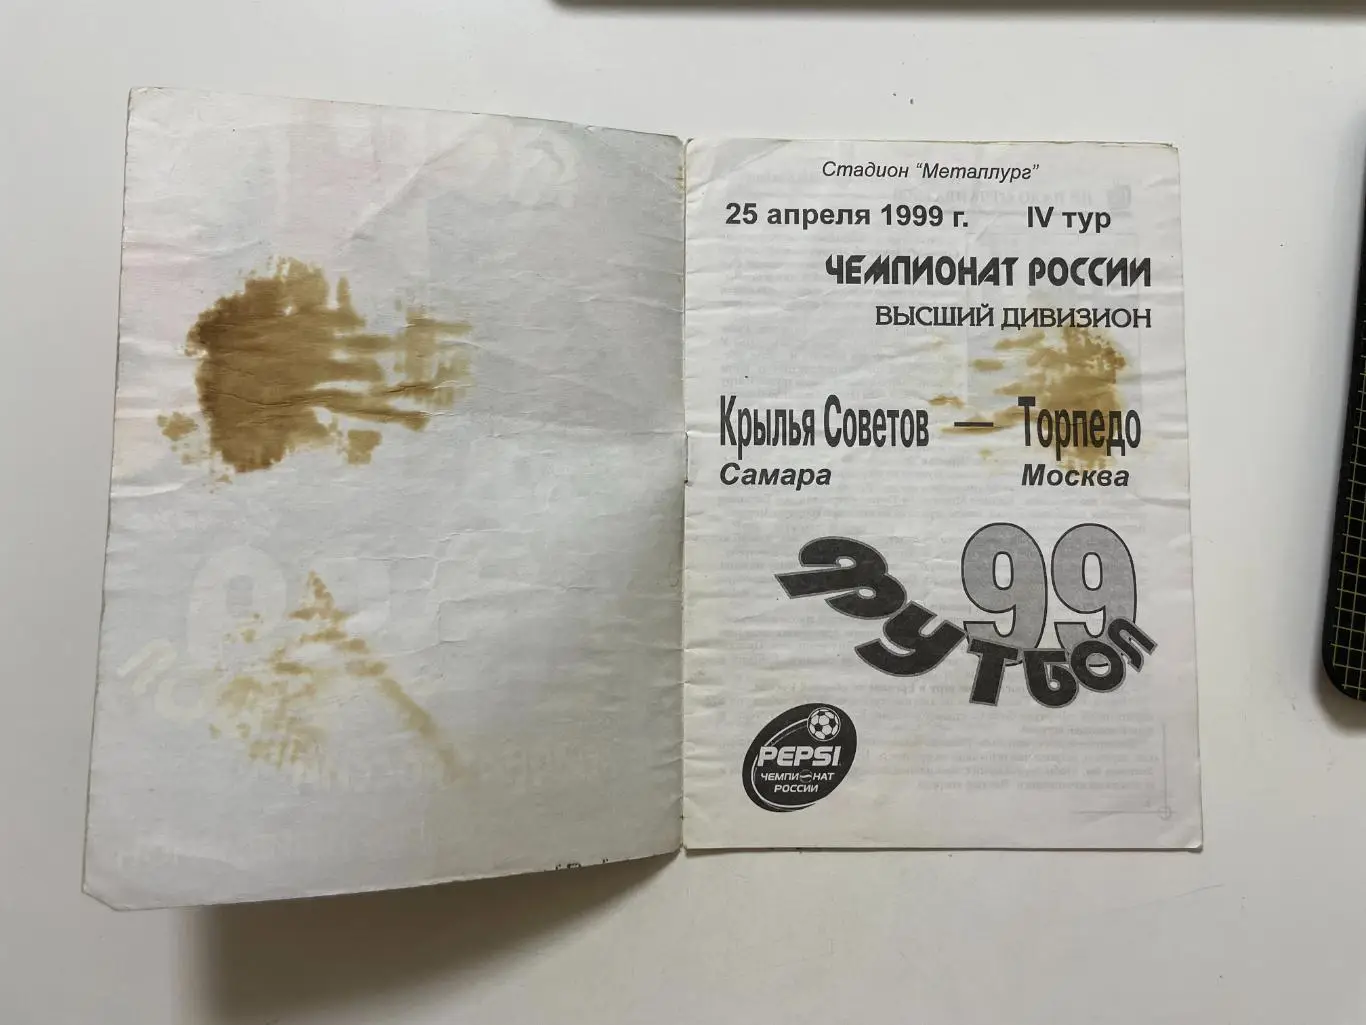 Стадион “Металлург”
25 апреля 1999 г. IV тур
ЧЕМПИОНАТ РОССИИ
ВЫСШИЙ ДИВИЗИОН
Крылья Советов — Торпедо
Самара Москва
99
Футбол
PEPSI
ЧЕМПИОНАТ
РОССИИ